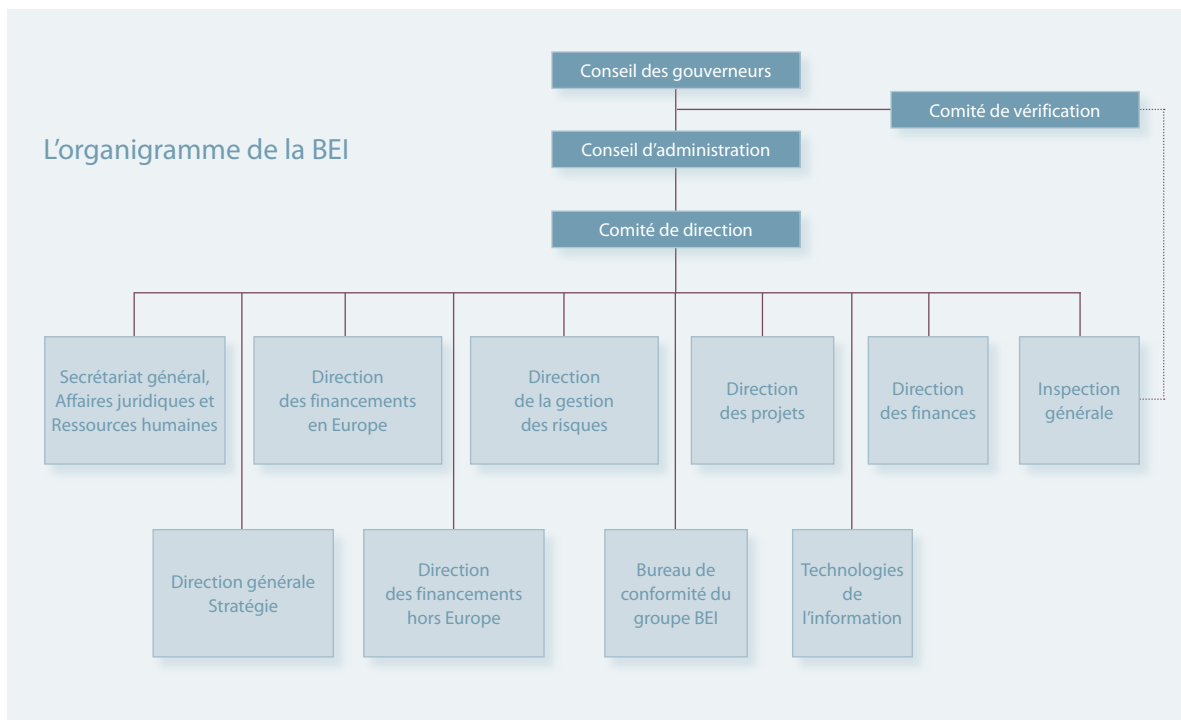 Conseil des gouverneurs
Comité de vérification
L'organigramme de la BEI
Conseil d'administration
Comité de direction
Secrétariat général,
Affaires juridiques et
Ressources humaines
Direction
des financements
en Europe
Direction
de la gestion
des risques
Direction
des projets
Direction
des finances
Inspection
générale
Direction générale
Stratégie
Direction
des financements
hors Europe
Bureau de
conformité du
groupe BEI
Technologies
de
l'information